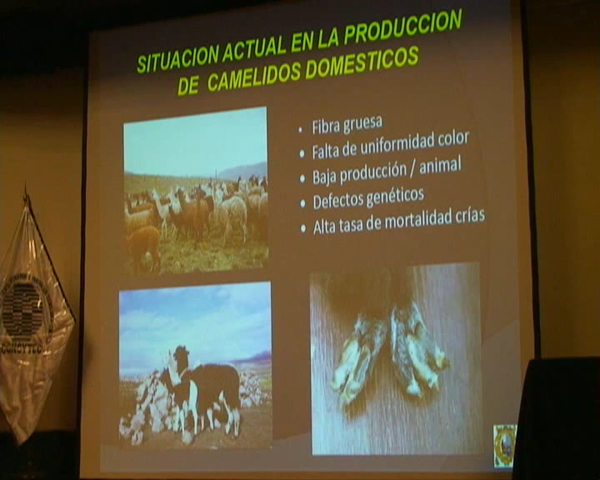 SITUACION ACTUAL EN LA PRODUCCION
DE CAMELIDOS DOMESTICOS
• Fibra gruesa
• Falta de uniformidad color
• Baja producción / animal
• Defectos genéticos
• Alta tasa de mortalidad crías